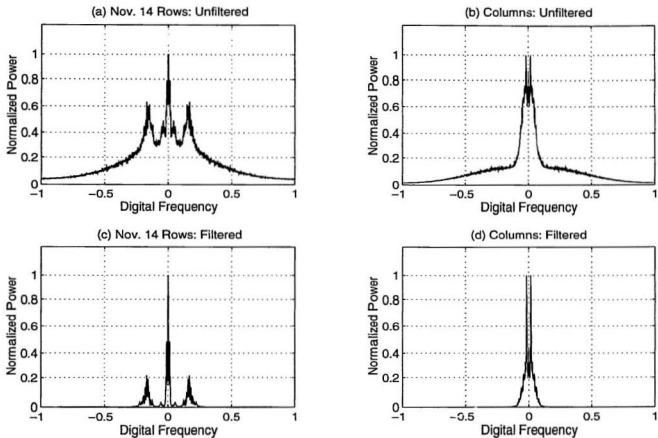 (a) Nov. 14 Rows: Unfiltered
Normalized Power
1
0.8
0.6
0.4
0.2
0
−1 −0.5 0 0.5 1
Digital Frequency
(b) Columns: Unfiltered
Normalized Power
1
0.8
0.6
0.4
0.2
0
−1 −0.5 0 0.5 1
Digital Frequency
(c) Nov. 14 Rows: Filtered
Normalized Power
1
0.8
0.6
0.4
0.2
0
−1 −0.5 0 0.5 1
Digital Frequency
(d) Columns: Filtered
Normalized Power
1
0.8
0.6
0.4
0.2
0
−1 −0.5 0 0.5 1
Digital Frequency